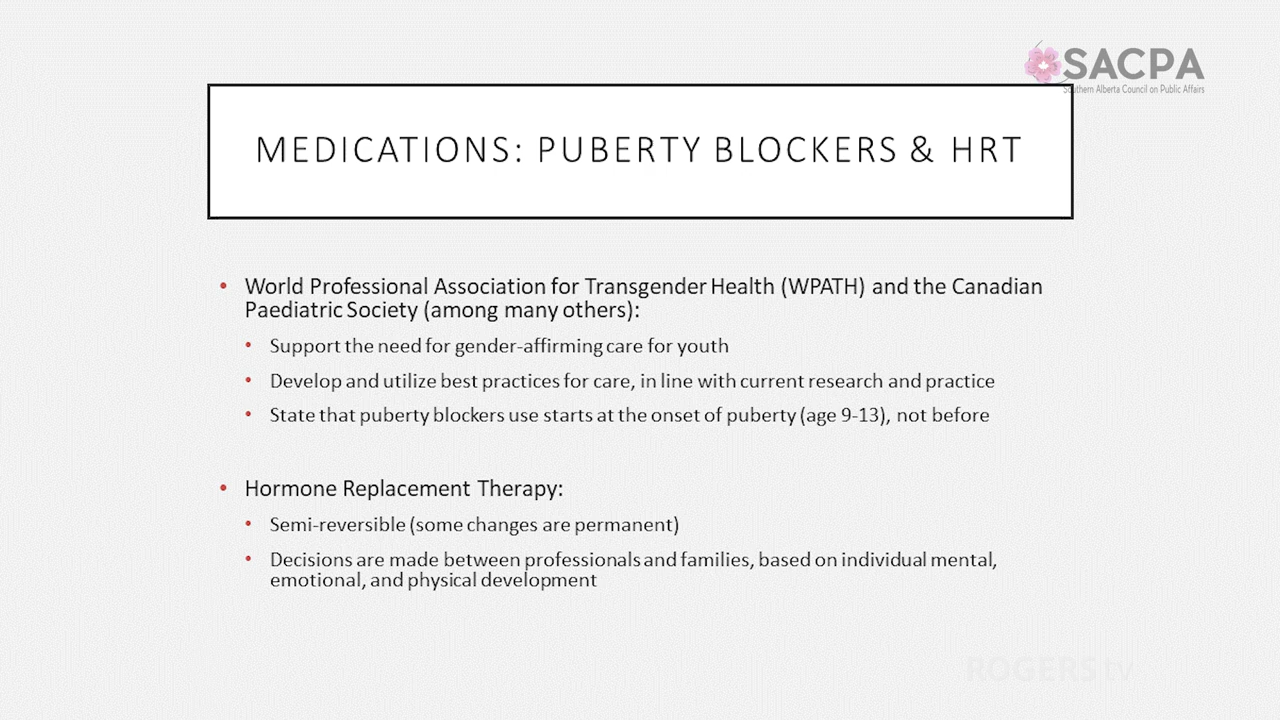 SACPA
Southern Alberta Council on Public Affairs
MEDICATIONS: PUBERTY BLOCKERS & HRT
• World Professional Association for Transgender Health (WPATH) and the Canadian
Paediatric Society (among many others):
• Support the need for gender-affirming care for youth
• Develop and utilize best practices for care, in line with current research and practice
• State that puberty blockers use starts at the onset of puberty (age 9-13), not before
• Hormone Replacement Therapy:
• Semi-reversible (some changes are permanent)
• Decisions are made between professionals and families, based on individual mental,
emotional, and physical development
ROGERS tv